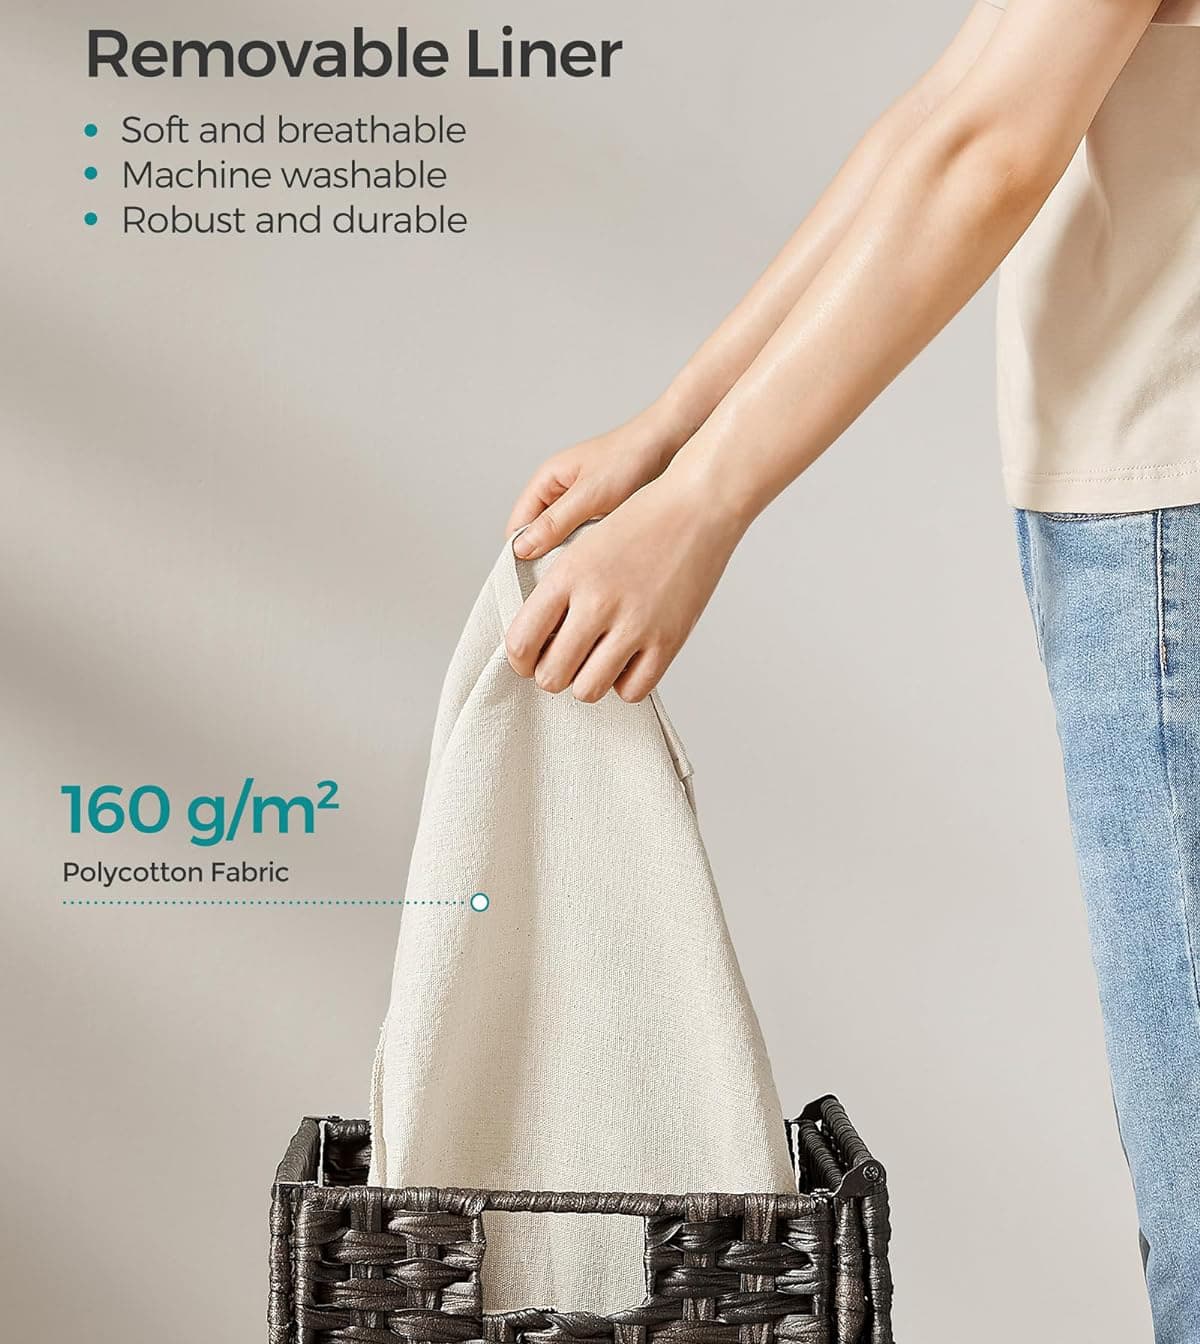 Removable Liner
• Soft and breathable
• Machine washable
• Robust and durable
160 g/m²
Polycotton Fabric